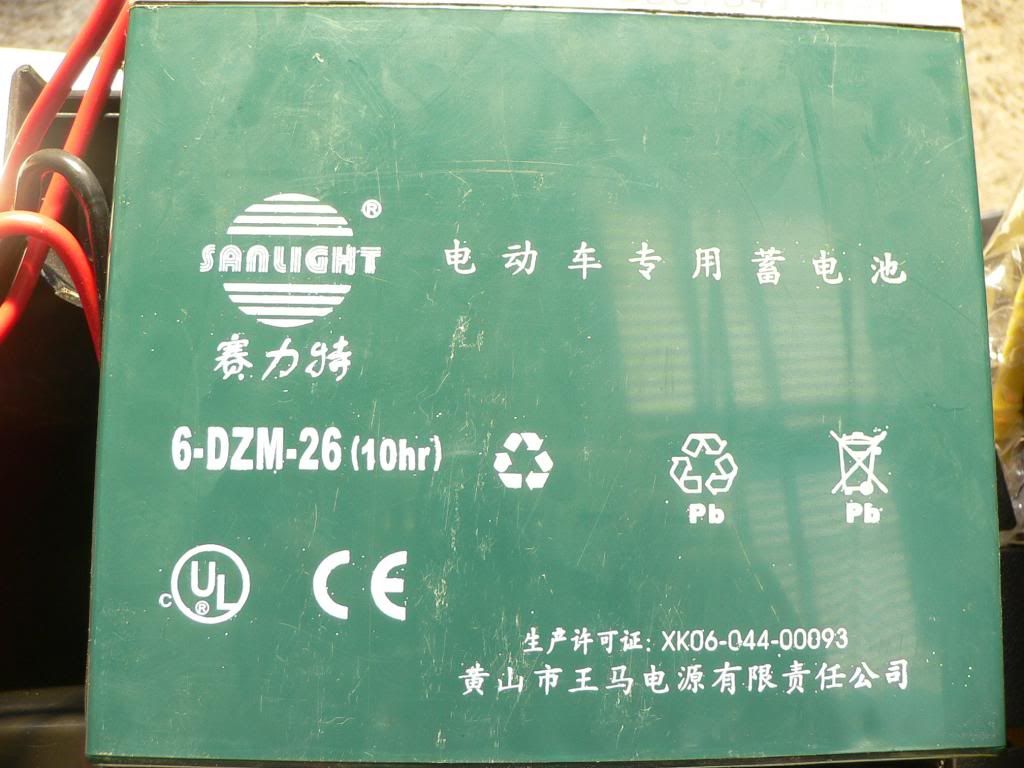 SANLIGHT®
赛力特
电动车专用蓄电池
6-DZM-26 (10hr)
Pb
Pb
c UL®
CE
生产许可证: XK06-044-00093
黄山市王马电源有限责任公司